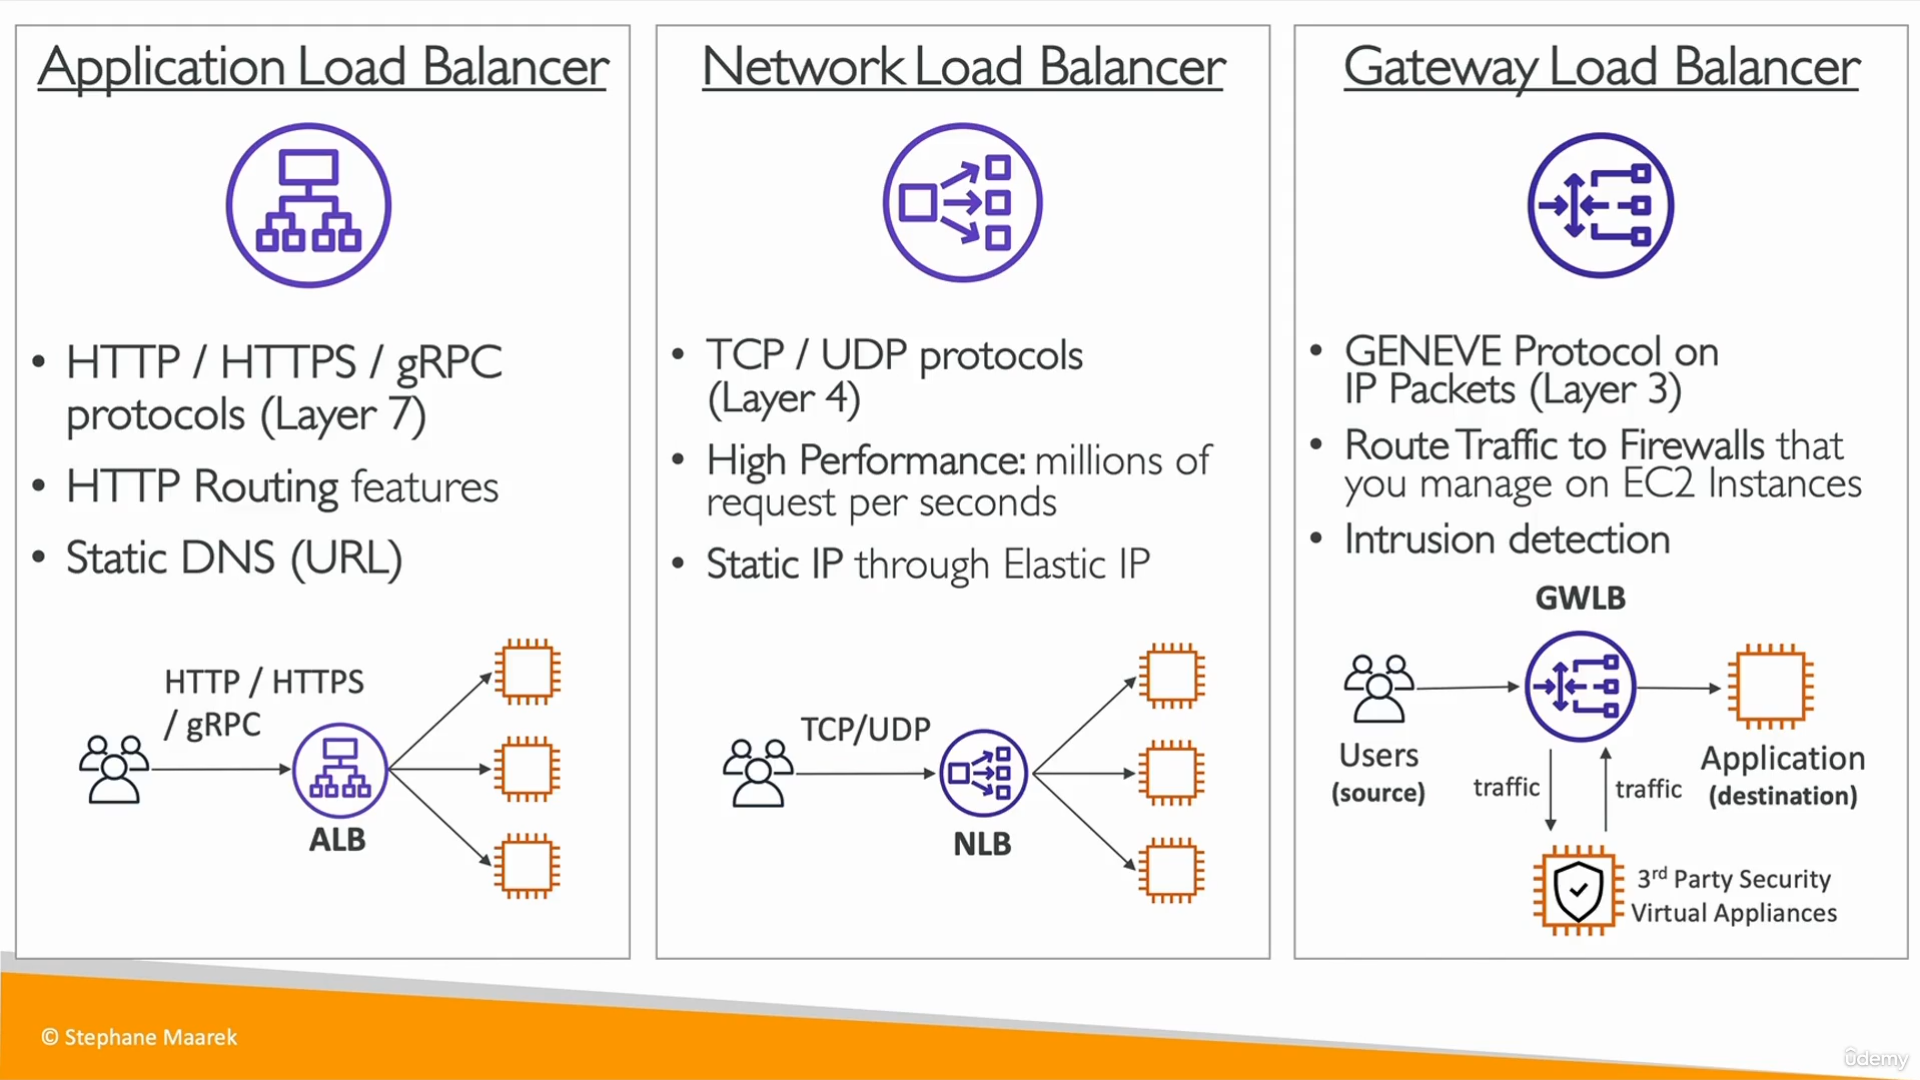 Application Load Balancer
• HTTP / HTTPS / gRPC
protocols (Layer 7)
• HTTP Routing features
• Static DNS (URL)
HTTP / HTTPS
/ gRPC
ALB
Network Load Balancer
• TCP / UDP protocols
(Layer 4)
• High Performance: millions of
request per seconds
• Static IP through Elastic IP
TCP/UDP
NLB
Gateway Load Balancer
• GENEVE Protocol on
IP Packets (Layer 3)
• Route Traffic to Firewalls that
you manage on EC2 Instances
• Intrusion detection
GWLB
Users
(source)
traffic
traffic
Application
(destination)
3rd Party Security
Virtual Appliances
© Stephane Maarek
ûdemy